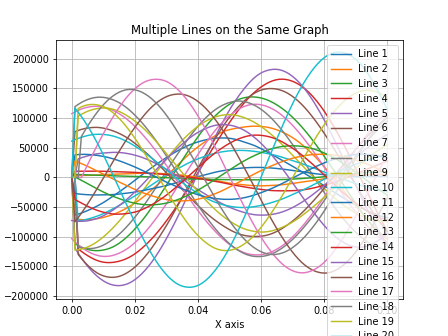 Multiple Lines on the Same Graph
200000
150000
100000
50000
0
−50000
−100000
−150000
−200000
0.00
0.02
0.04
0.06
X axis
Line 1
Line 2
Line 3
Line 4
Line 5
Line 6
Line 7
Line 8
Line 9
Line 10
Line 11
Line 12
Line 13
Line 14
Line 15
Line 16
Line 17
Line 18
Line 19
Line 20